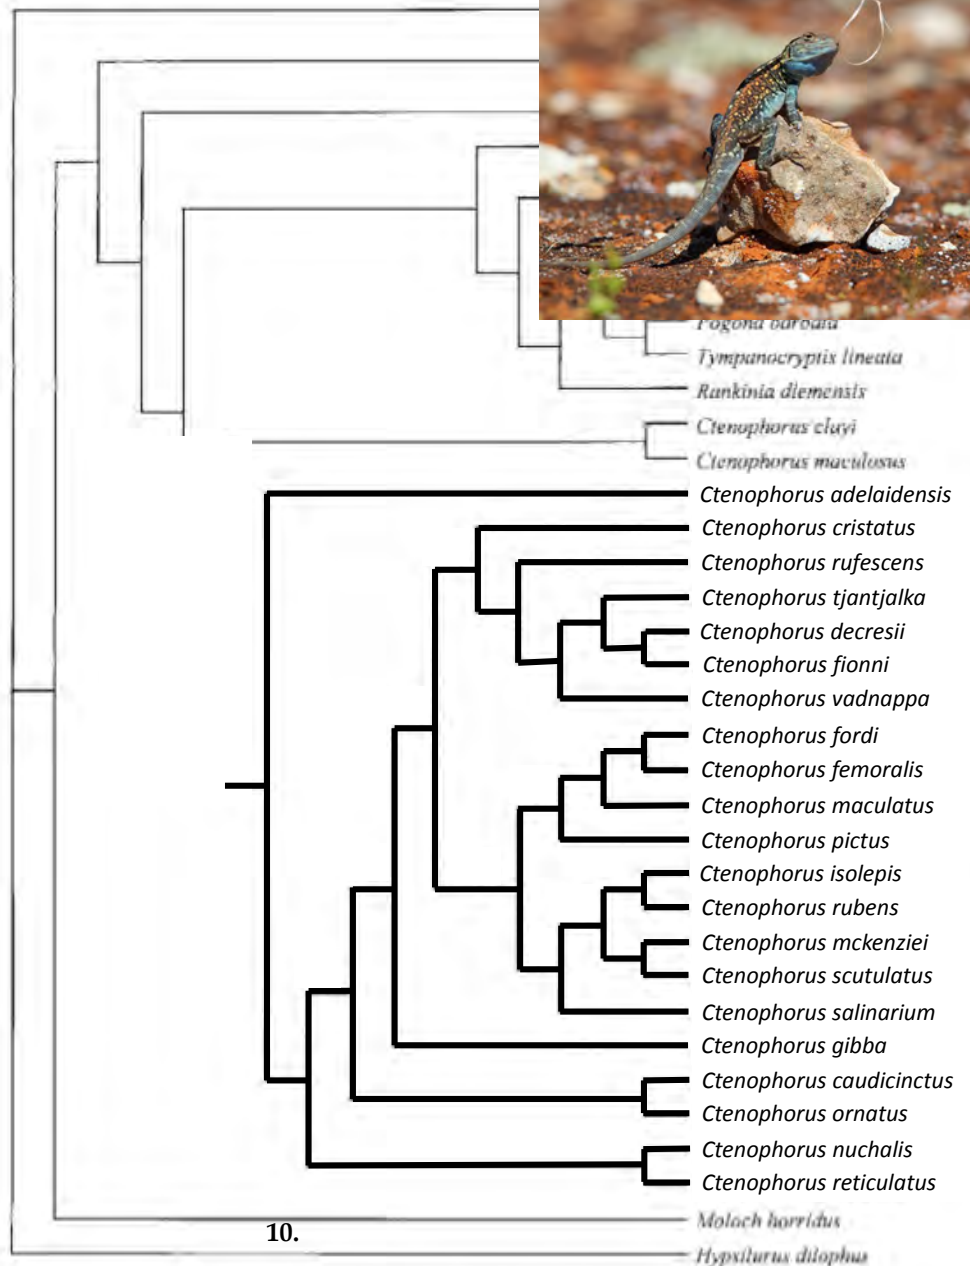 Pogona barbata
Tympanocryptis lineata
Rankinia diemensis
Ctenophorus clayi
Ctenophorus maculosus
Ctenophorus adelaidensis
Ctenophorus cristatus
Ctenophorus rufescens
Ctenophorus tjantjalka
Ctenophorus decresii
Ctenophorus fionni
Ctenophorus vadnappa
Ctenophorus fordi
Ctenophorus femoralis
Ctenophorus maculatus
Ctenophorus pictus
Ctenophorus isolepis
Ctenophorus rubens
Ctenophorus mckenziei
Ctenophorus scutulatus
Ctenophorus salinarium
Ctenophorus gibba
Ctenophorus caudicinctus
Ctenophorus ornatus
Ctenophorus nuchalis
Ctenophorus reticulatus
Moloch horridus
10.
Hypsilurus dilophus